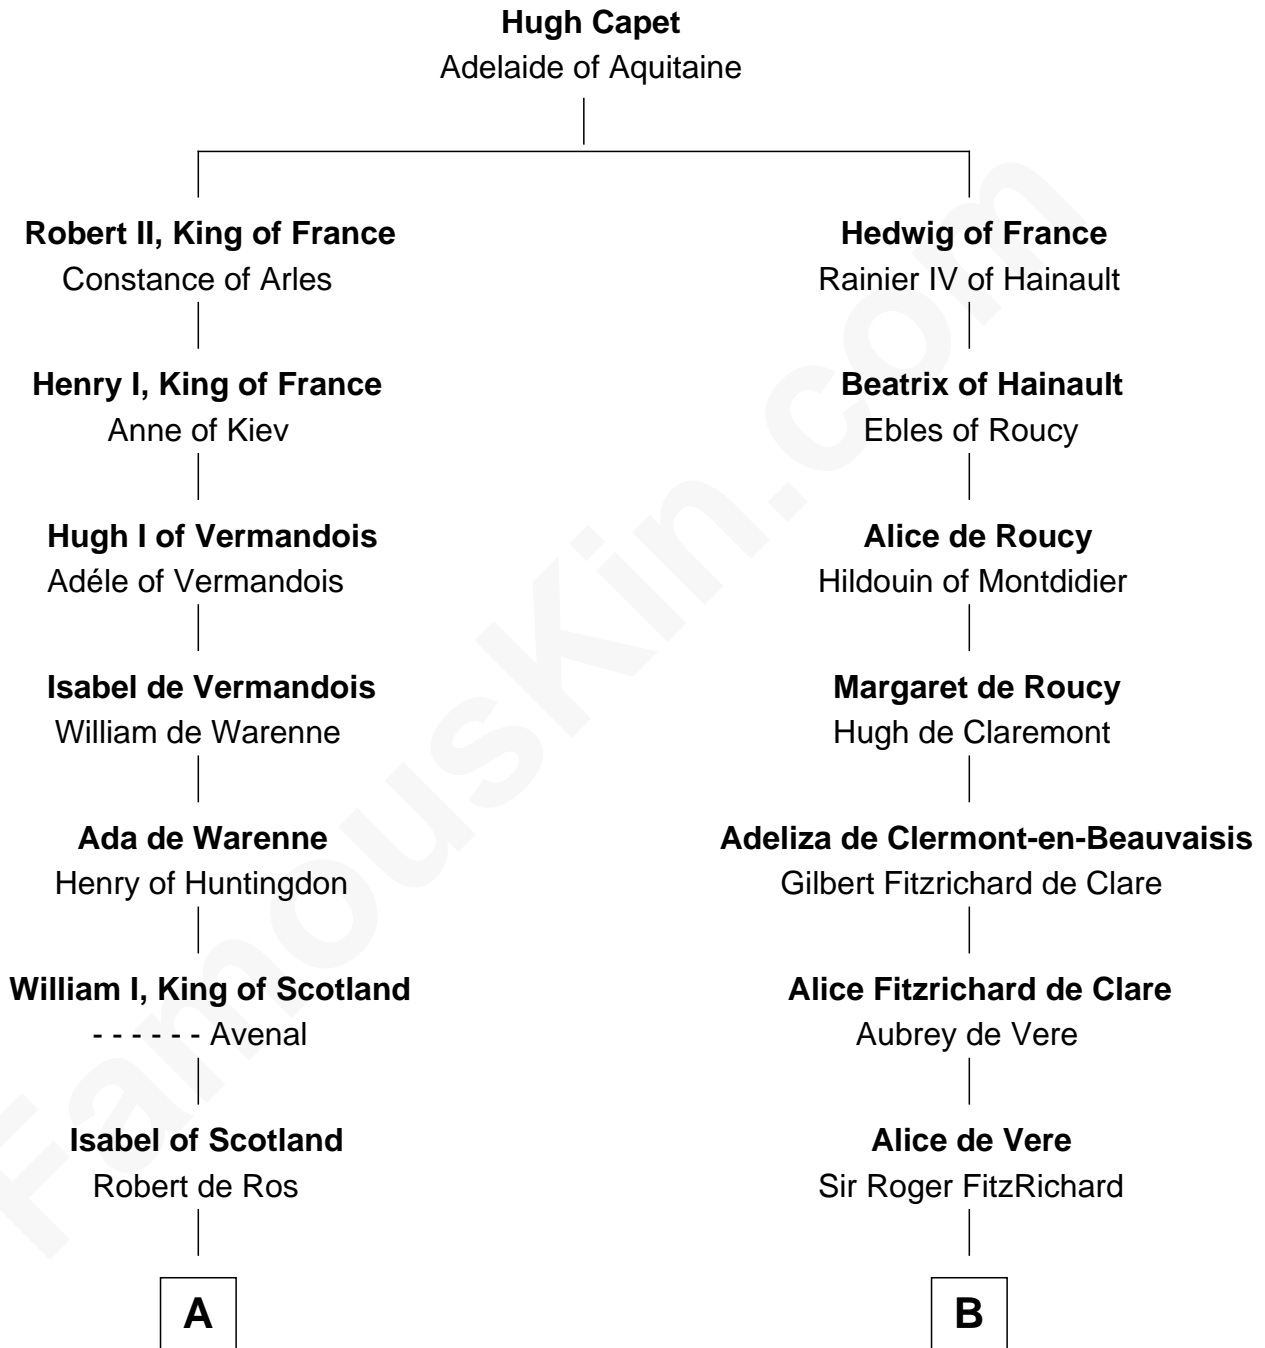 Hugh Capet
Adelaide of Aquitaine
Robert II, King of France
Constance of Arles
Henry I, King of France
Anne of Kiev
Hugh I of Vermandois
Adéle of Vermandois
Isabel de Vermandois
William de Warenne
Ada de Warenne
Henry of Huntingdon
William I, King of Scotland
- - - - - - Avenal
Isabel of Scotland
Robert de Ros
A
Hedwig of France
Rainier IV of Hainault
Beatrix of Hainault
Ebles of Roucy
Alice de Roucy
Hildouin of Montdidier
Margaret de Roucy
Hugh de Claremont
Adeliza de Clermont-en-Beauvaisis
Gilbert Fitzrichard de Clare
Alice Fitzrichard de Clare
Aubrey de Vere
Alice de Vere
Sir Roger FitzRichard
B
FamousKin.com